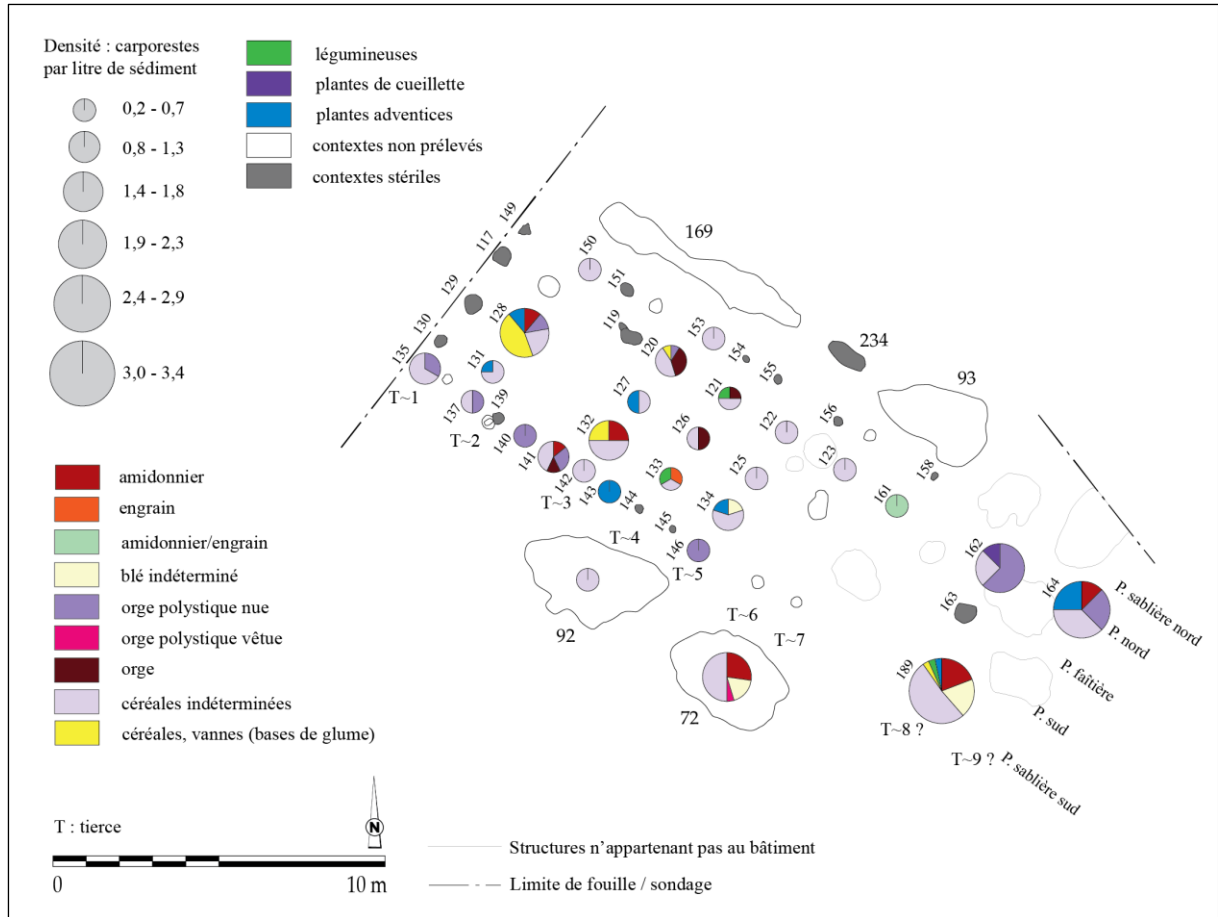 Densité : carporestes
par litre de sédiment
0,2 - 0,7
0,8 - 1,3
1,4 - 1,8
1,9 - 2,3
2,4 - 2,9
3,0 - 3,4
légumineuses
plantes de cueillette
plantes adventices
contextes non prélevés
contextes stériles
149
117
129
130
135
T~1
150
151
169
128
119
120
153
154
155
234
93
131
137
139
T~2
140
127
121
122
156
132
126
141
142
143
T~3
133
125
123
158
144
T~4
145
134
161
146
T~5
92
T~6
T~7
72
162
163
164
189
T~8 ?
T~9 ?
P. sablière nord
P. nord
P. faîtière
P. sud
P. sablière sud
amidonnier
engrain
amidonnier/engrain
blé indéterminé
orge polystique nue
orge polystique vêtue
orge
céréales indéterminées
céréales, vannes (bases de glume)
T : tierce
0
10 m
N
Structures n'appartenant pas au bâtiment
Limite de fouille / sondage